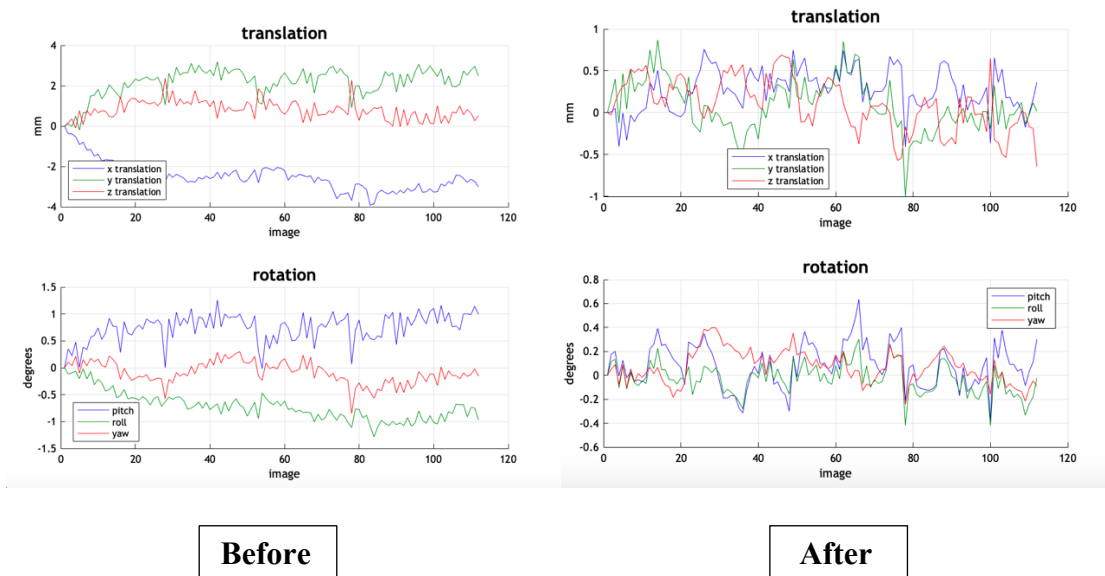 translation
mm
4
2
0
-2
-4
x translation
y translation
z translation
0 20 40 60 80 100 120
image
rotation
degrees
1.5
1
0.5
0
-0.5
-1
-1.5
pitch
roll
yaw
0 20 40 60 80 100 120
image
Before
translation
mm
1
0.5
0
-0.5
-1
x translation
y translation
z translation
0 20 40 60 80 100 120
image
rotation
degrees
0.8
0.6
0.4
0.2
0
-0.2
-0.4
-0.6
pitch
roll
yaw
0 20 40 60 80 100 120
image
After